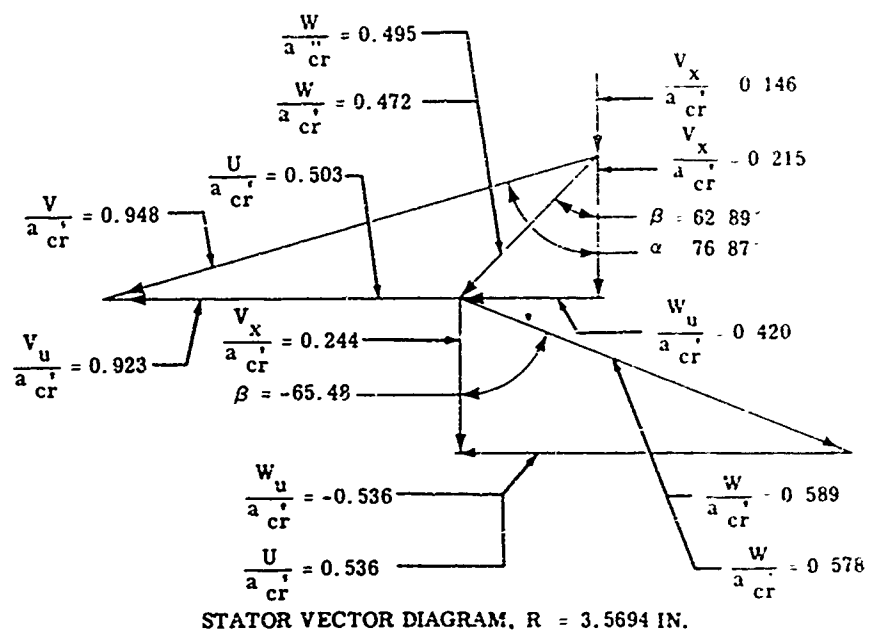 W / a"cr = 0.495
W / a'cr = 0.472
Vx / a'cr 0 146
Vx / a'cr - 0 215
U / a'cr = 0.503
V / a'cr = 0.948
β = 62 89
α 76 87
Vu / a'cr = 0.923
Vx / a'cr = 0.244
Wu / a'cr - 0 420
β = -65.48
Wu / a'cr = -0.536
W / a'cr - 0 589
U / a'cr = 0.536
W / a'cr = 0 578
STATOR VECTOR DIAGRAM, R = 3.5694 IN.